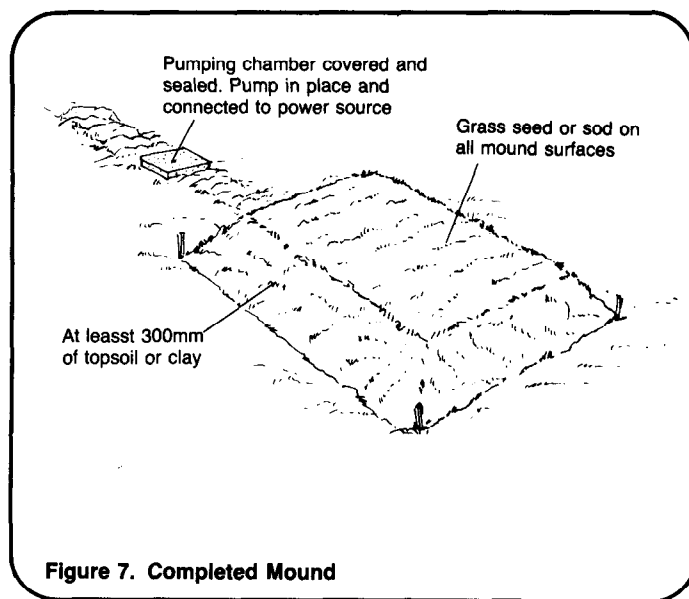 Pumping chamber covered and
sealed. Pump in place and
connected to power source
Grass seed or sod on
all mound surfaces
At leasst 300mm
of topsoil or clay
Figure 7. Completed Mound